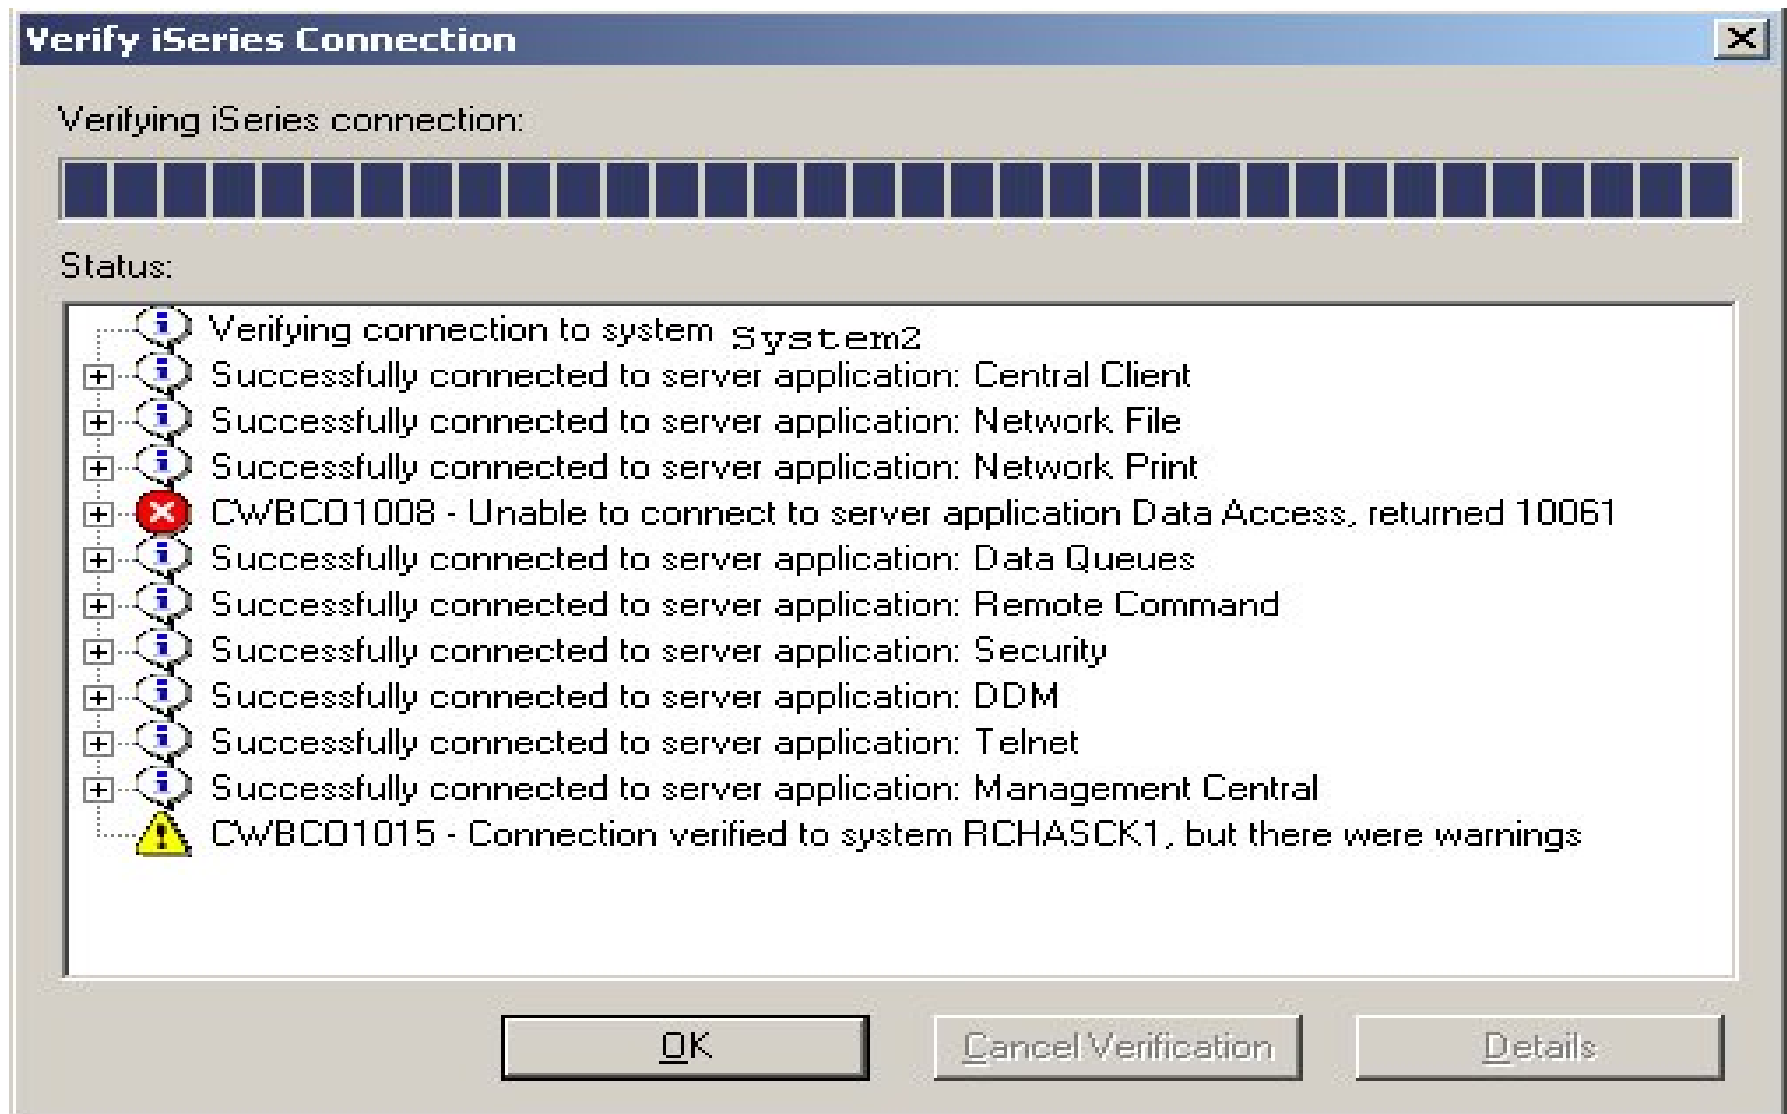 Verify iSeries Connection
Verifying iSeries connection:
Status:
Verifying connection to system System2
Successfully connected to server application: Central Client
Successfully connected to server application: Network File
Successfully connected to server application: Network Print
CWBCO1008 - Unable to connect to server application Data Access, returned 10061
Successfully connected to server application: Data Queues
Successfully connected to server application: Remote Command
Successfully connected to server application: Security
Successfully connected to server application: DDM
Successfully connected to server application: Telnet
Successfully connected to server application: Management Central
CWBCO1015 - Connection verified to system RCHASCK1, but there were warnings
OK Cancel Verification Details